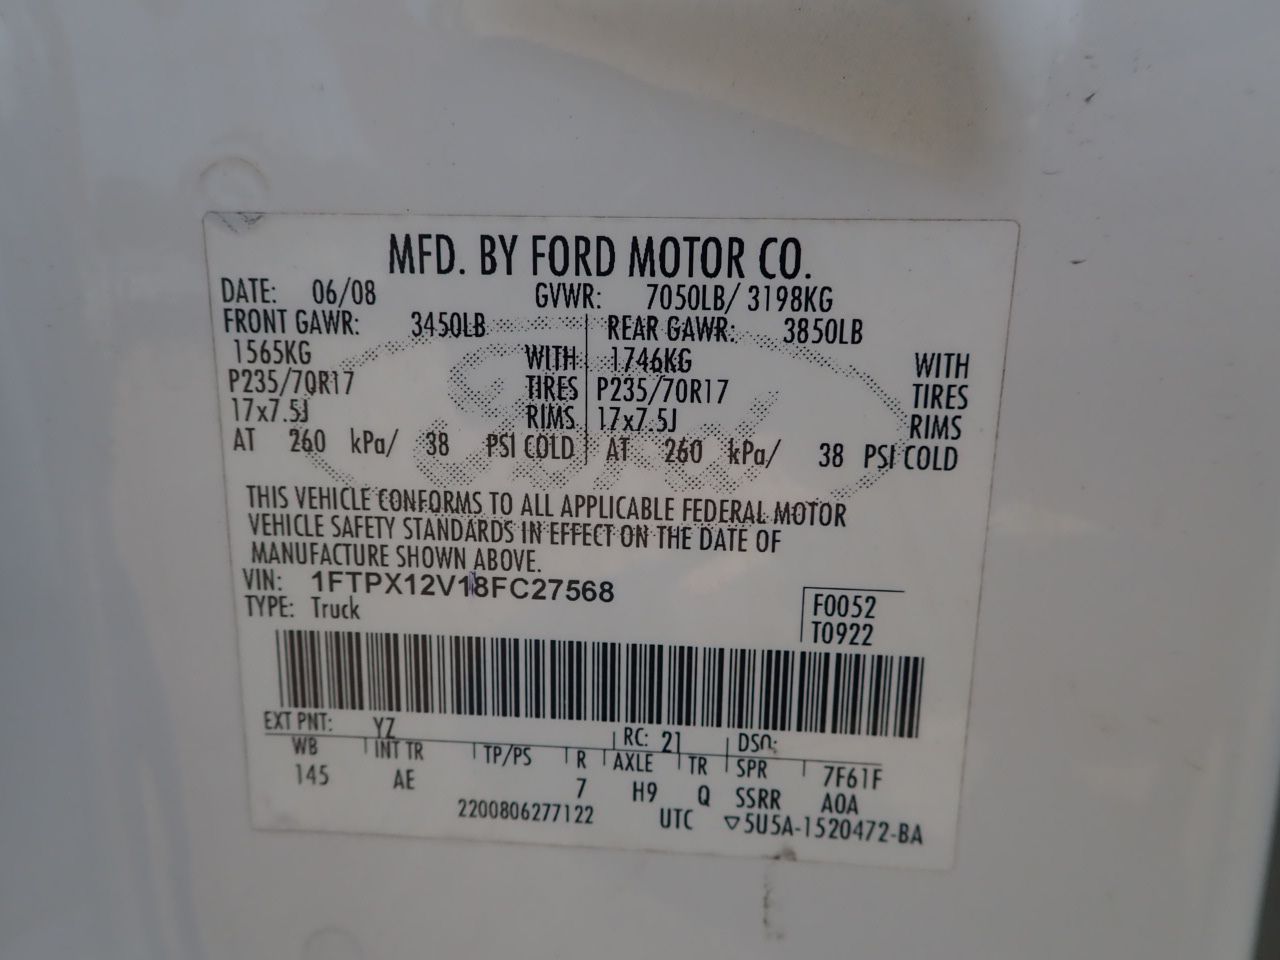 MFD. BY FORD MOTOR CO.
DATE: 06/08 GVWR: 7050LB/ 3198KG
FRONT GAWR: 3450LB REAR GAWR: 3850LB
1565KG WITH 1746KG WITH
P235/70R17 TIRES P235/70R17 TIRES
17x7.5J RIMS 17x7.5J RIMS
AT 260 kPa/ 38 PSI COLD AT 260 kPa/ 38 PSI COLD
THIS VEHICLE CONFORMS TO ALL APPLICABLE FEDERAL MOTOR
VEHICLE SAFETY STANDARDS IN EFFECT ON THE DATE OF
MANUFACTURE SHOWN ABOVE.
VIN: 1FTPX12V18FC27568
TYPE: Truck
F0052
T0922
EXT PNT: YZ RC: 21 DSO:
WB INT TR TP/PS R AXLE TR SPR 7F61F
145 AE 7 H9 Q SSRR A0A
2200806277122 UTC ▽5U5A-1520472-BA